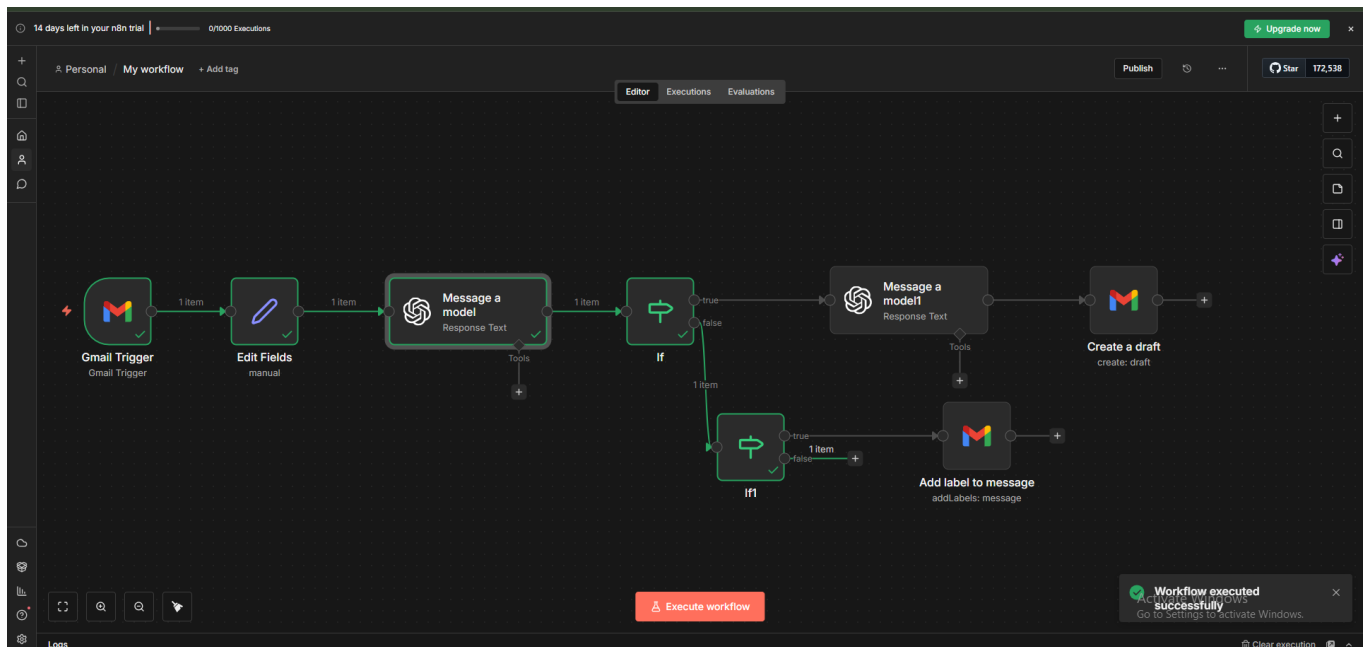 14 days left in your n8n trial
0/1000 Executions
Upgrade now
Personal / My workflow + Add tag
Publish
Star 172,538
Editor Executions Evaluations
1 item
1 item
1 item
Message a
model
Response Text
Tools
true
false
Message a
model1
Response Text
Tools
Gmail Trigger
Gmail Trigger
Edit Fields
manual
If
Create a draft
create: draft
1 item
true
1 item
false
If1
Add label to message
addLabels: message
Execute workflow
Workflow executed
successfully
Activate Windows
Go to Settings to activate Windows.
Logs
Clear execution